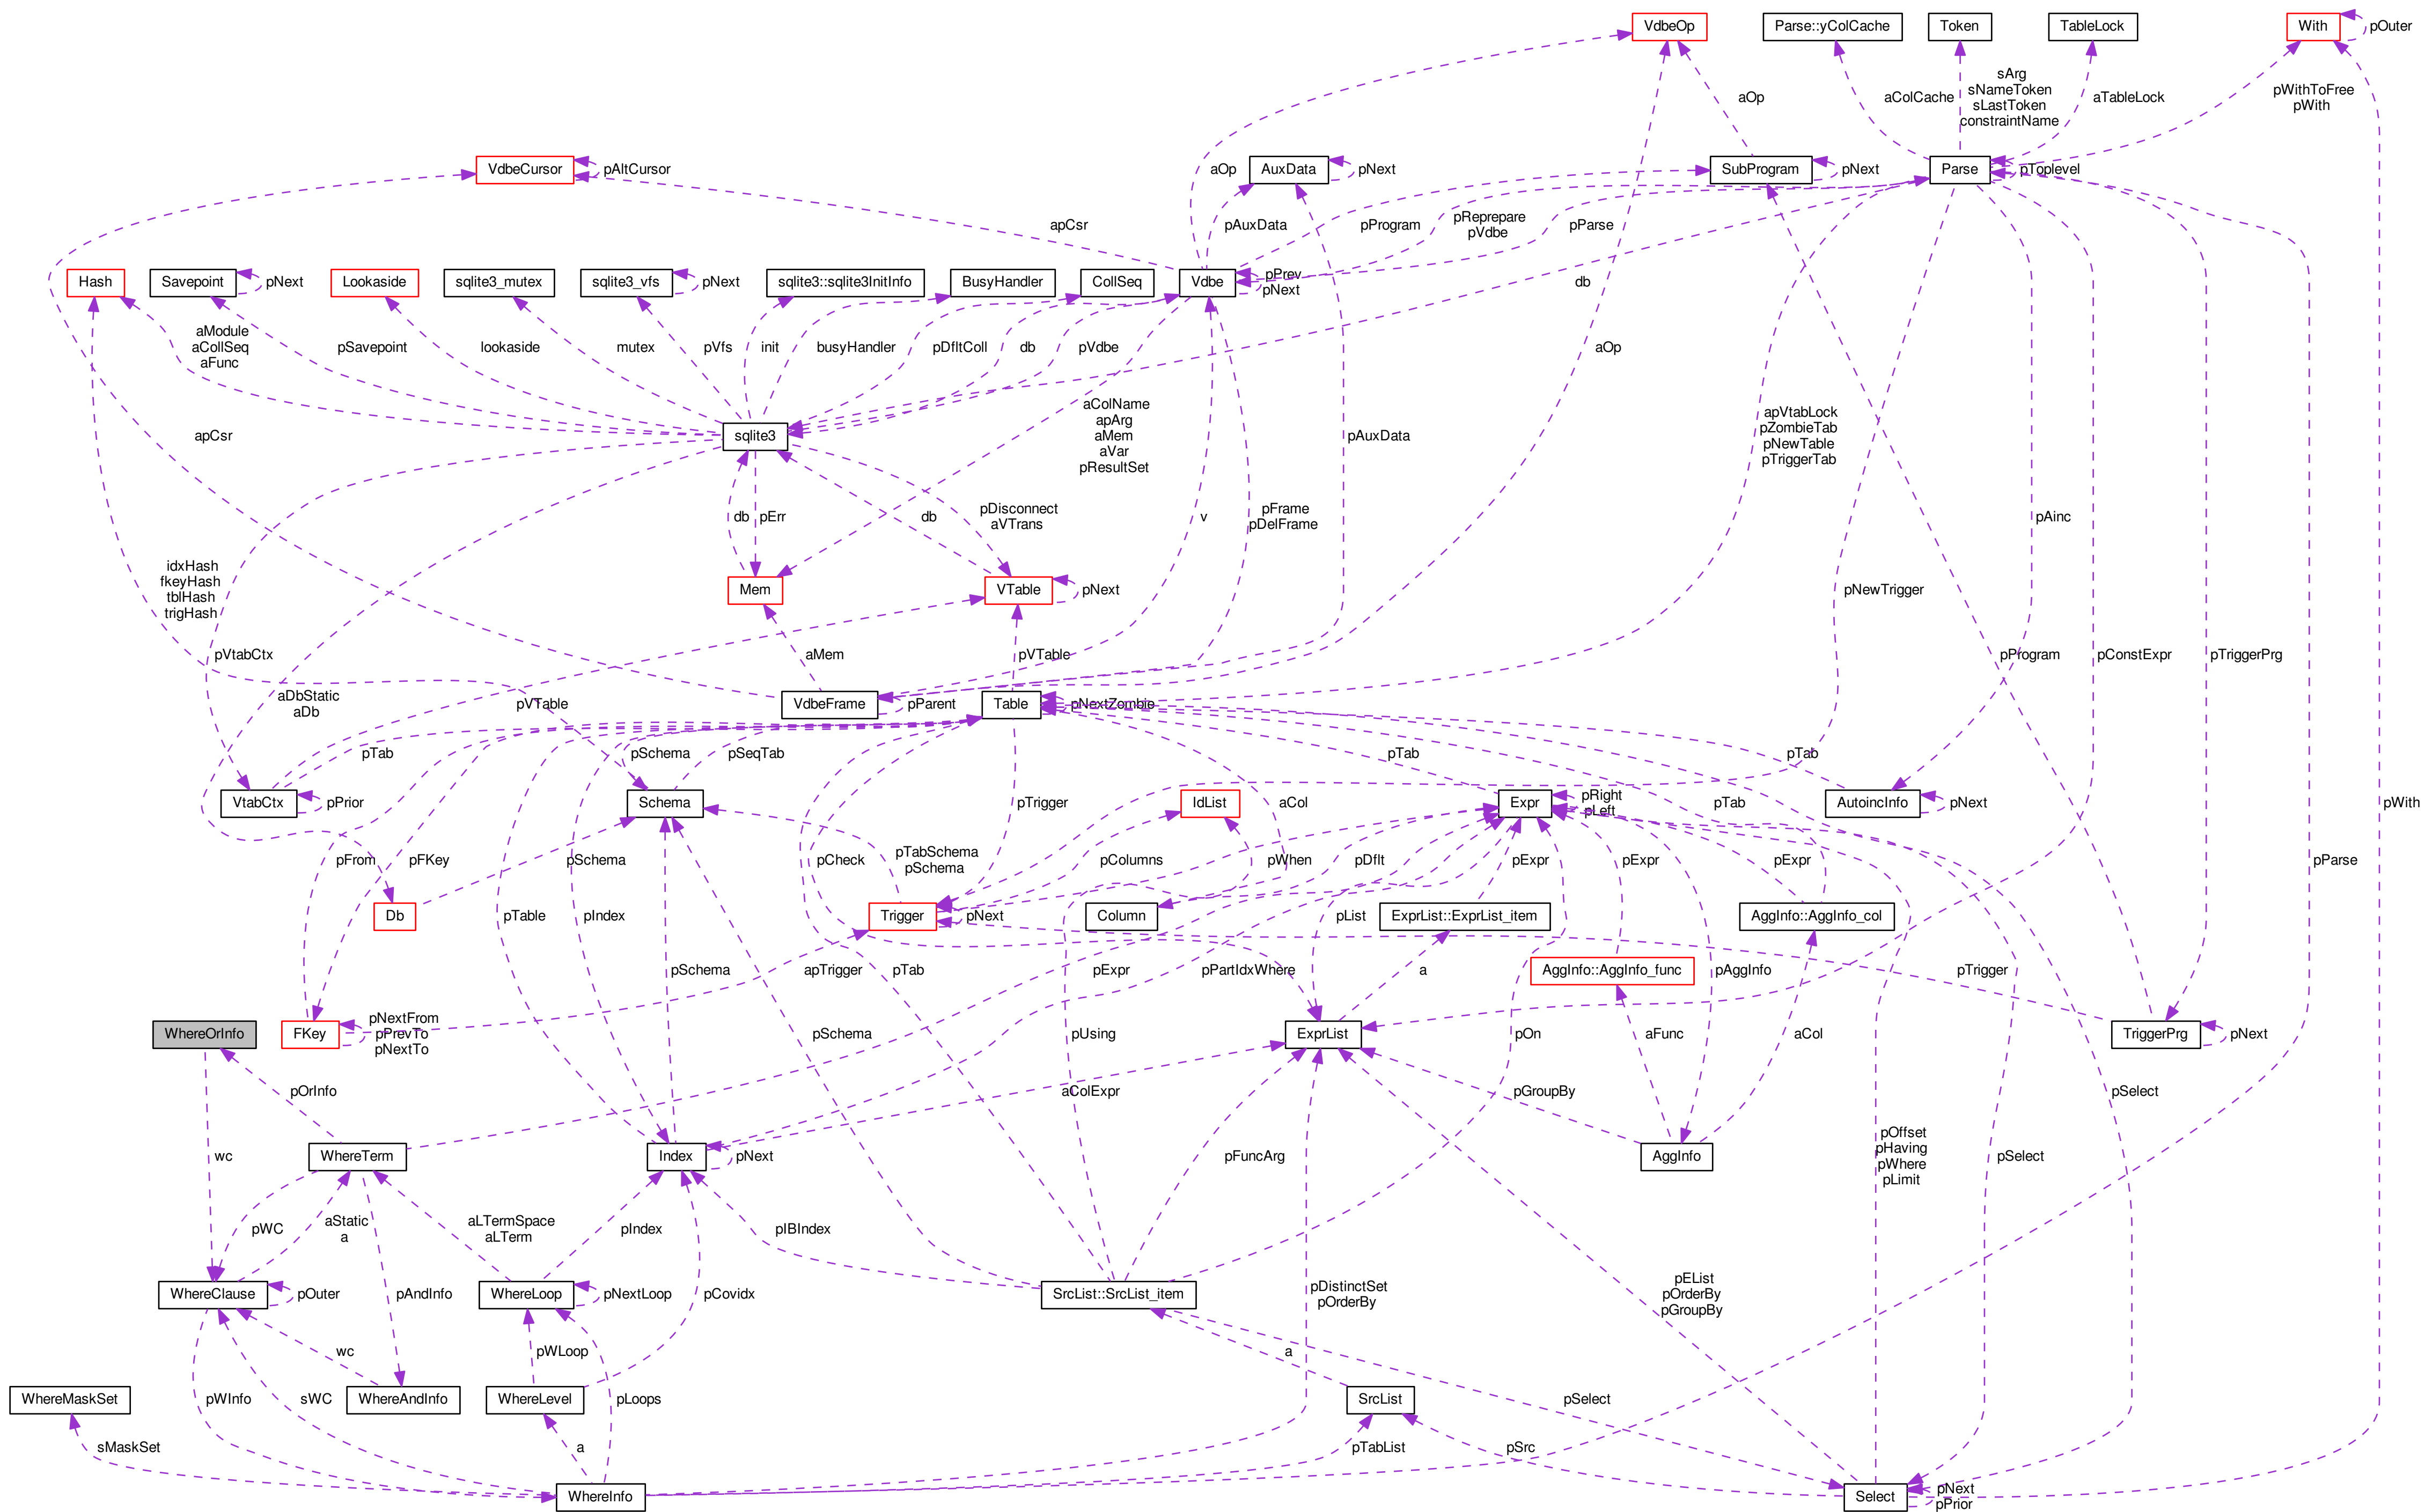 VdbeOp
Parse::yColCache
Token
TableLock
With
pOuter
aColCache
sArg
sNameToken
sLastToken
constraintName
aTableLock
pWithToFree
pWith
aOp
aOp
VdbeCursor
pAltCursor
AuxData
pNext
SubProgram
pNext
Parse
pToplevel
apCsr
pAuxData
pProgram
pReprepare
pVdbe
pParse
db
Hash
Savepoint
pNext
Lookaside
sqlite3_mutex
sqlite3_vfs
pNext
sqlite3::sqlite3InitInfo
BusyHandler
CollSeq
Vdbe
pPrev
pNext
aModule
aCollSeq
aFunc
pSavepoint
lookaside
mutex
pVfs
init
busyHandler
pDfltColl
db
pVdbe
aOp
apCsr
sqlite3
aColName
apArg
aMem
aVar
pResultSet
pAuxData
apVtabLock
pZombieTab
pNewTable
pTriggerTab
db
pErr
pDisconnect
aVTrans
db
v
pFrame
pDelFrame
pAinc
idxHash
fkeyHash
tblHash
trigHash
Mem
VTable
pNext
pNewTrigger
pVtabCtx
aMem
pVTable
pProgram
pConstExpr
pTriggerPrg
aDbStatic
aDb
pVTable
VdbeFrame
pParent
Table
pNextZombie
pTab
pSchema
pSeqTab
pTab
pTab
VtabCtx
pPrior
Schema
pTrigger
IdList
aCol
Expr
pRight
pLeft
pTab
AutoincInfo
pNext
pWith
pFrom
pFKey
pSchema
pCheck
pTabSchema
pSchema
pColumns
pWhen
pDflt
pExpr
pExpr
pExpr
pParse
Db
pTable
pIndex
Trigger
pNext
Column
pList
ExprList::ExprList_item
AggInfo::AggInfo_col
pSchema
apTrigger
pTab
pExpr
pPartIdxWhere
a
AggInfo::AggInfo_func
pAggInfo
pTrigger
WhereOrInfo
FKey
pNextFrom
pPrevTo
pNextTo
pSchema
pUsing
ExprList
pOn
aFunc
aCol
TriggerPrg
pNext
pOrInfo
aColExpr
pGroupBy
pSelect
wc
WhereTerm
Index
pNext
pFuncArg
AggInfo
pOffset
pHaving
pWhere
pLimit
pSelect
pWC
aStatic
a
aLTermSpace
aLTerm
pIndex
pIBIndex
WhereClause
pOuter
pAndInfo
WhereLoop
pNextLoop
pCovidx
SrcList::SrcList_item
pDistinctSet
pOrderBy
pEList
pOrderBy
pGroupBy
wc
pWLoop
a
WhereMaskSet
pWInfo
sWC
WhereAndInfo
WhereLevel
pLoops
SrcList
pSelect
sMaskSet
a
pTabList
pSrc
WhereInfo
Select
pNext
pPrior